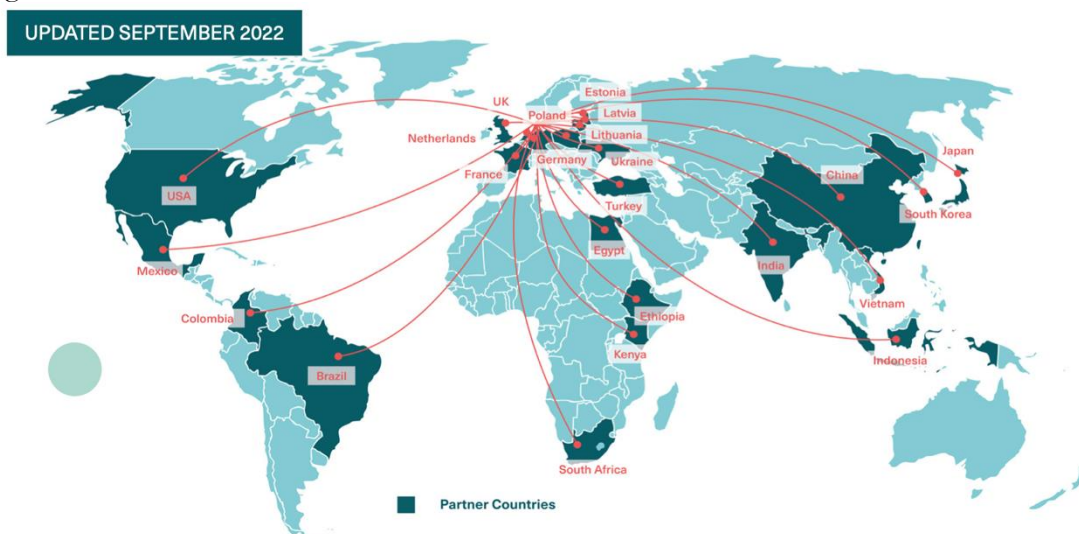 UPDATED SEPTEMBER 2022
Estonia
UK
Poland
Latvia
Netherlands
Lithuania
Japan
France
Germany
Ukraine
China
USA
Turkey
South Korea
Egypt
India
Mexico
Vietnam
Colombia
Ethiopia
Kenya
Indonesia
Brazil
South Africa
Partner Countries